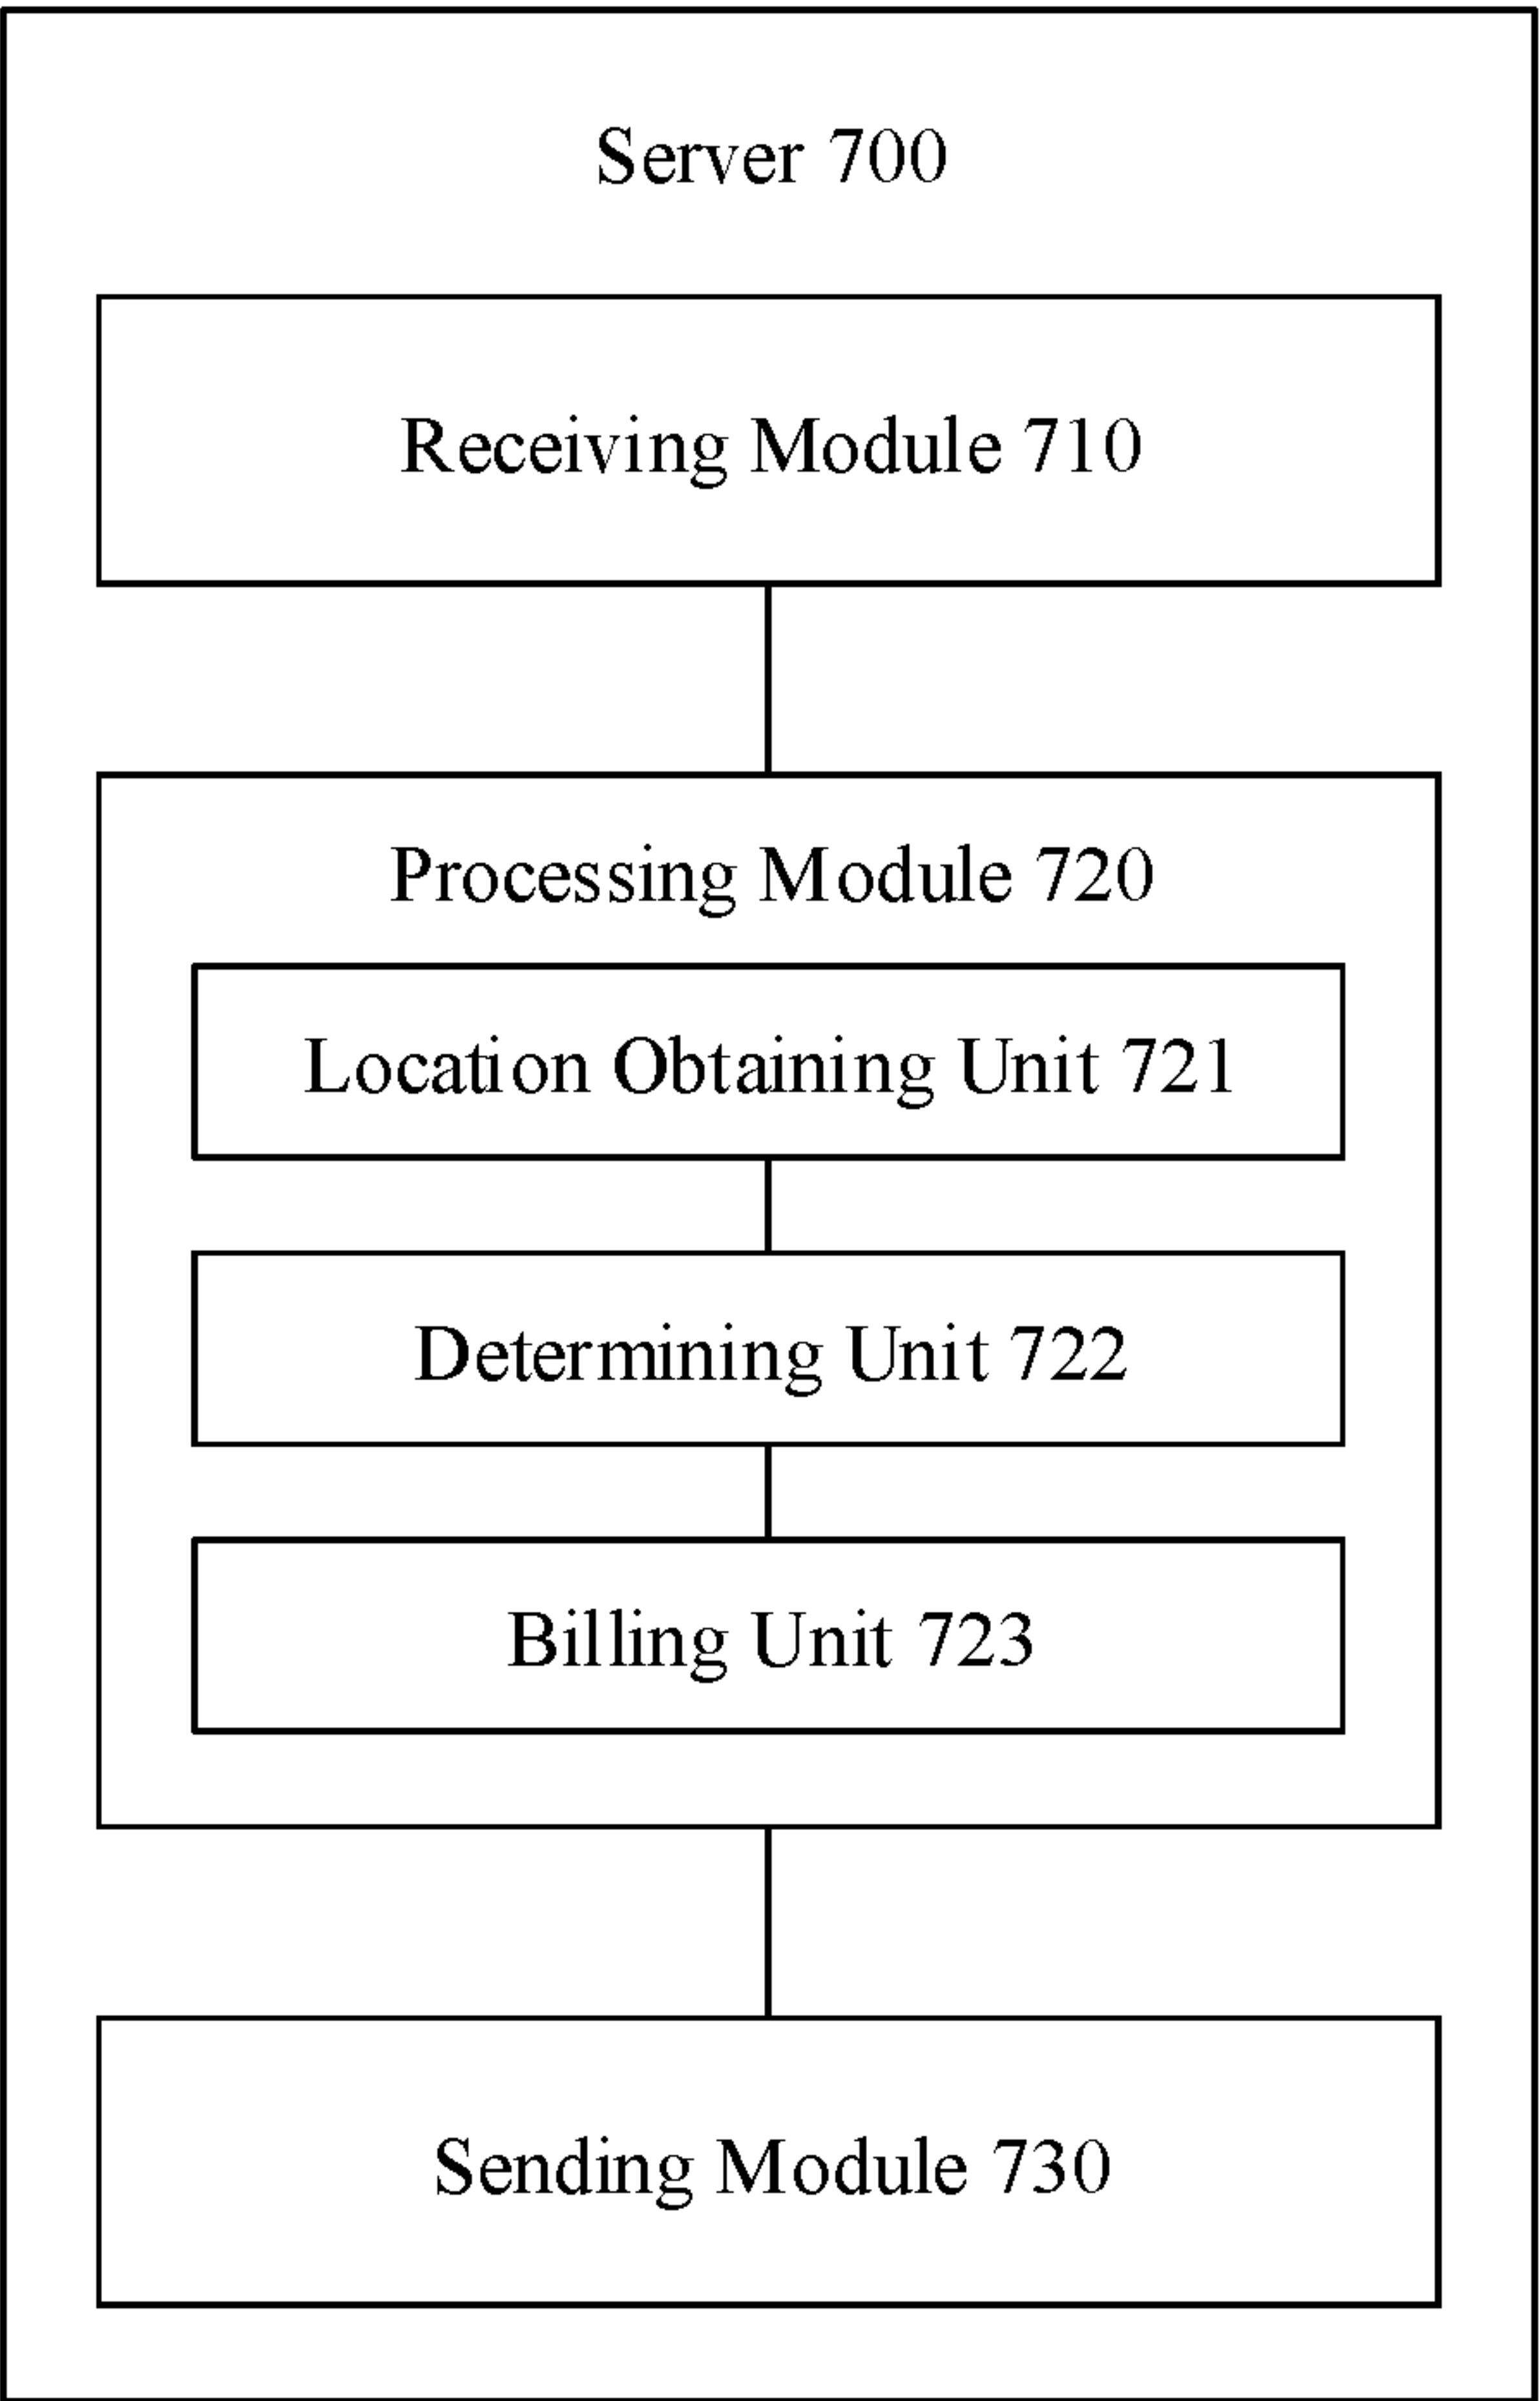 Server 700
Receiving Module 710
Processing Module 720
Location Obtaining Unit 721
Determining Unit 722
Billing Unit 723
Sending Module 730